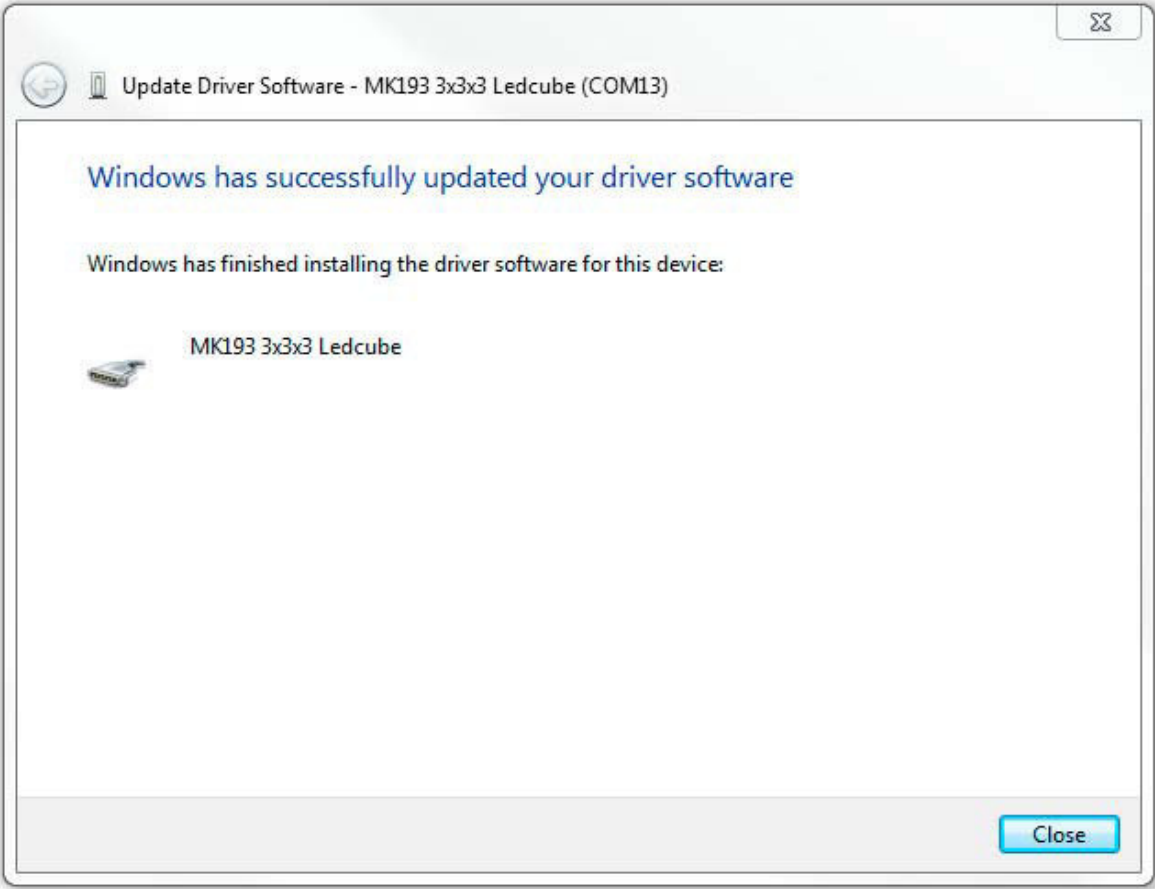 Update Driver Software - MK193 3x3x3 Ledcube (COM13)
Windows has successfully updated your driver software
Windows has finished installing the driver software for this device:
MK193 3x3x3 Ledcube
Close